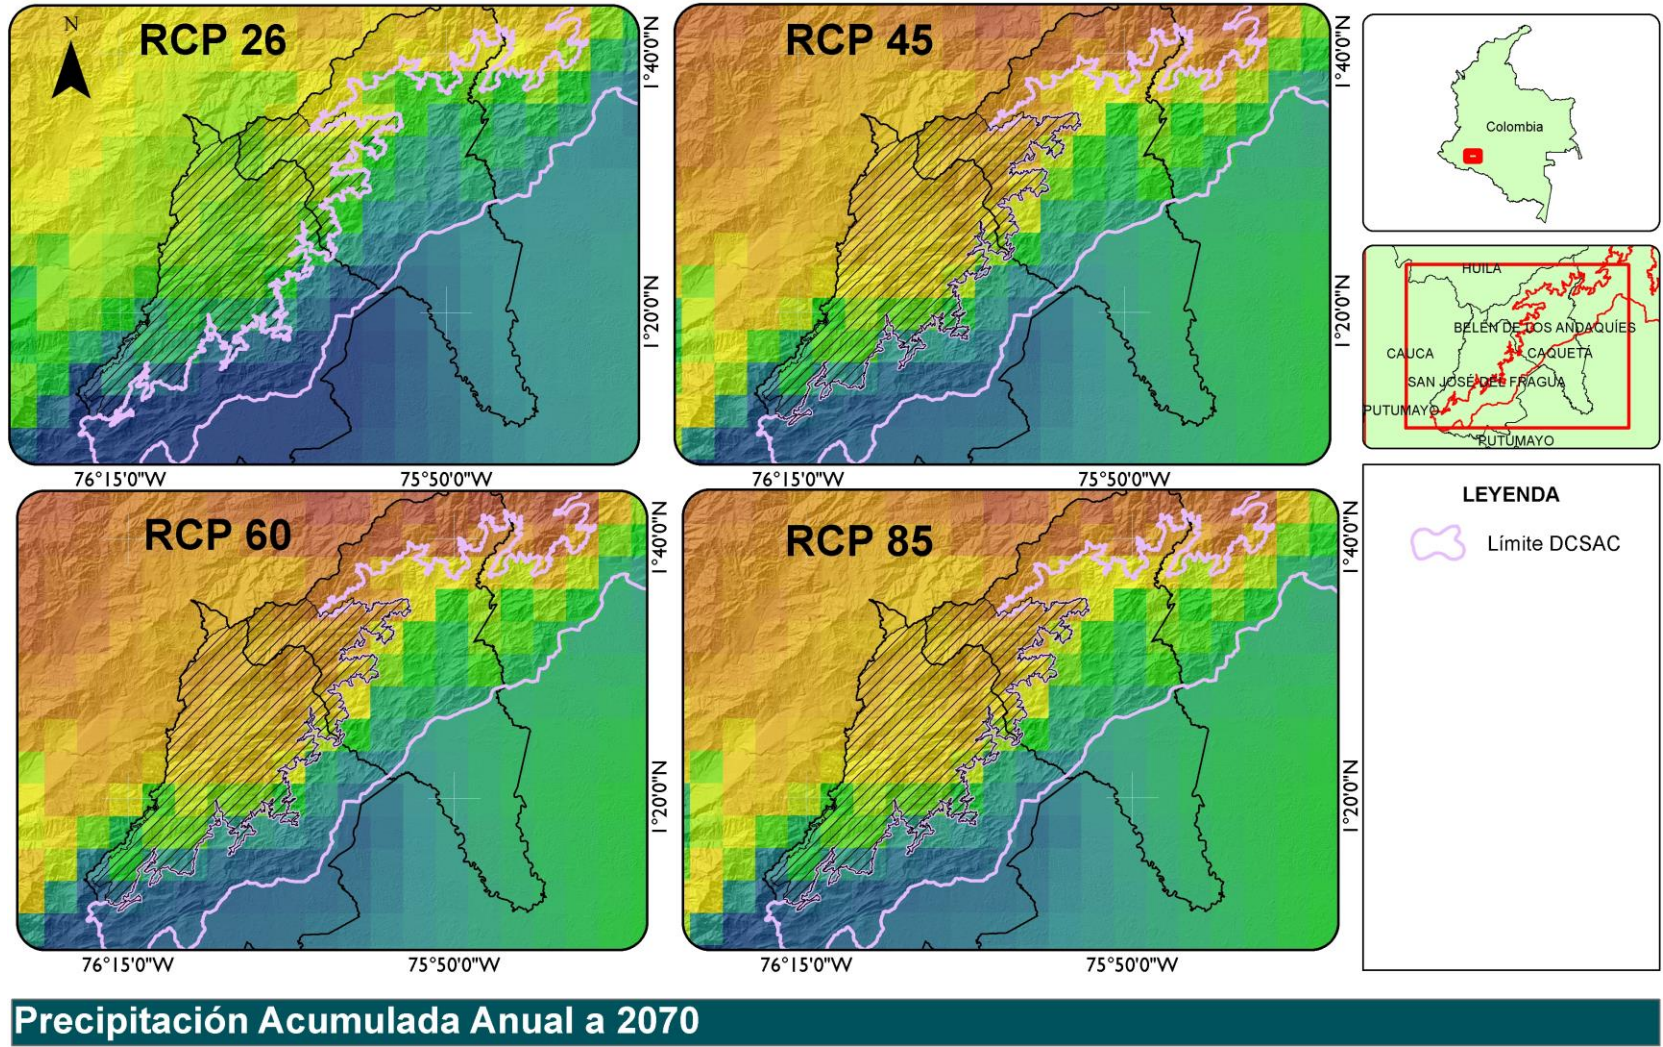 N
RCP 26
1°40'0"N
1°20'0"N
76°15'0"W
75°50'0"W
RCP 45
1°40'0"N
1°20'0"N
76°15'0"W
75°50'0"W
Colombia
HUILA
BELÉN DE LOS ANDAQUÍES
CAUCA
CAQUETÁ
SAN JOSÉ DEL FRAGUA
PUTUMAYO
PUTUMAYO
RCP 60
1°40'0"N
1°20'0"N
76°15'0"W
75°50'0"W
RCP 85
1°40'0"N
1°20'0"N
76°15'0"W
75°50'0"W
LEYENDA
Límite DCSAC
Precipitación Acumulada Anual a 2070